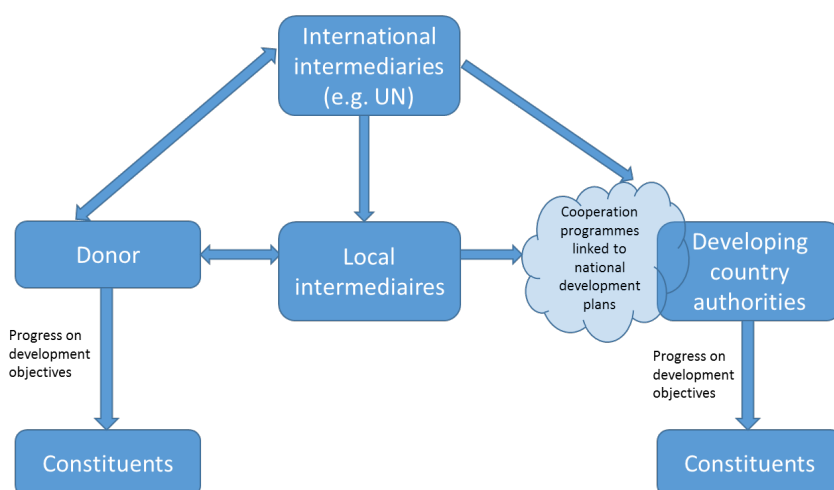 International
intermediaries
(e.g. UN)
Donor
Local
intermediaires
Cooperation
programmes
linked to
national
development
plans
Developing
country
authorities
Progress on
development
objectives
Progress on
development
objectives
Constituents
Constituents